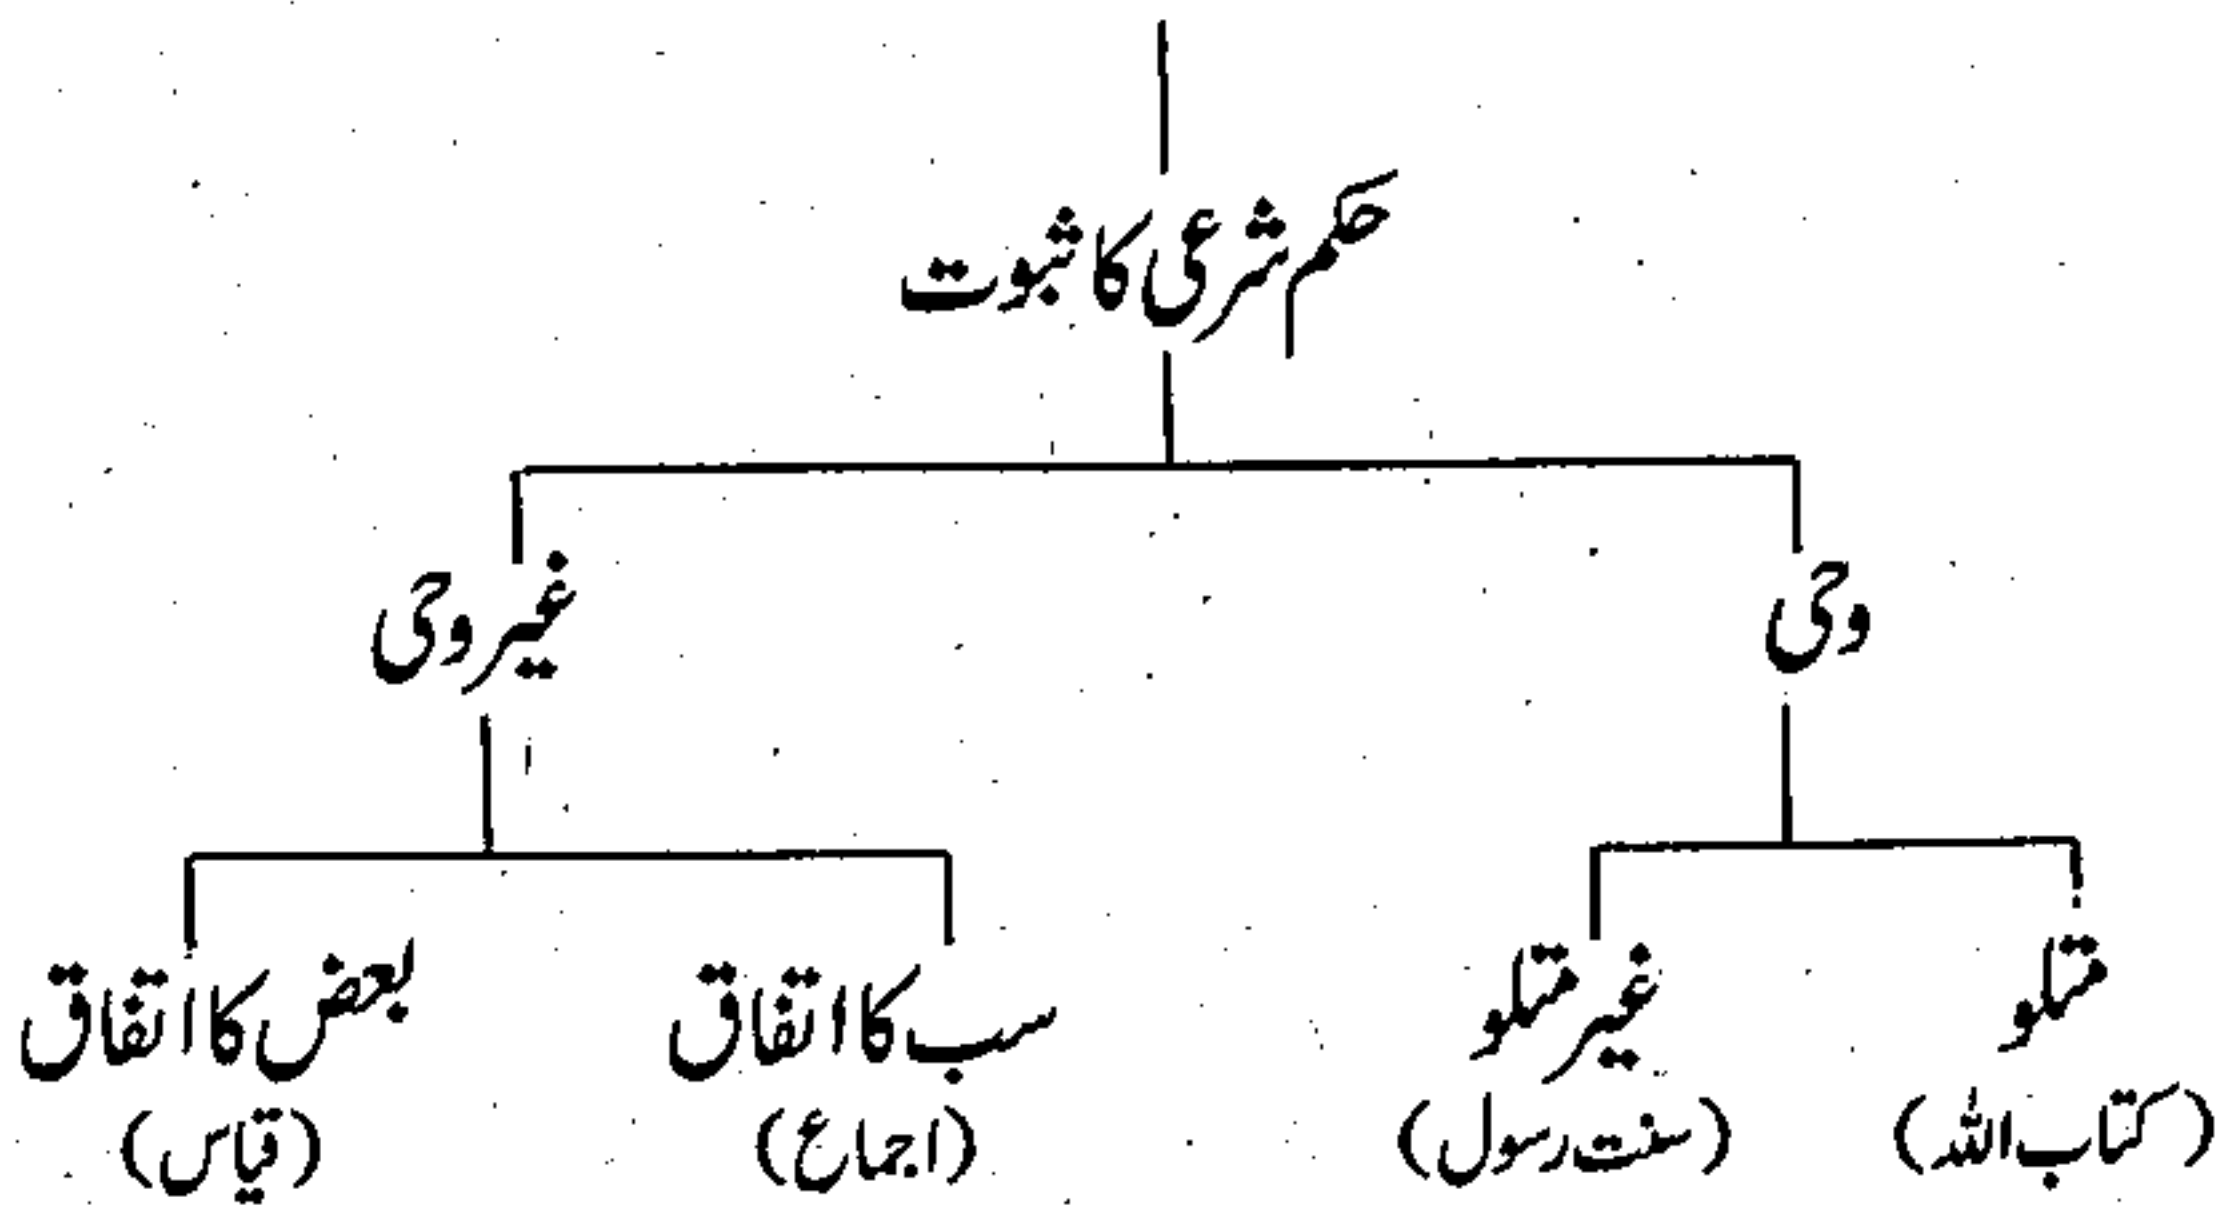 حکم شرعی کا ثبوت
وحی
غیر وحی
متلو
(کتاب اللہ)
غیر متلو
(سنت رسول)
سب کا اتفاق
(اجماع)
بعض کا اتفاق
(قیاس)